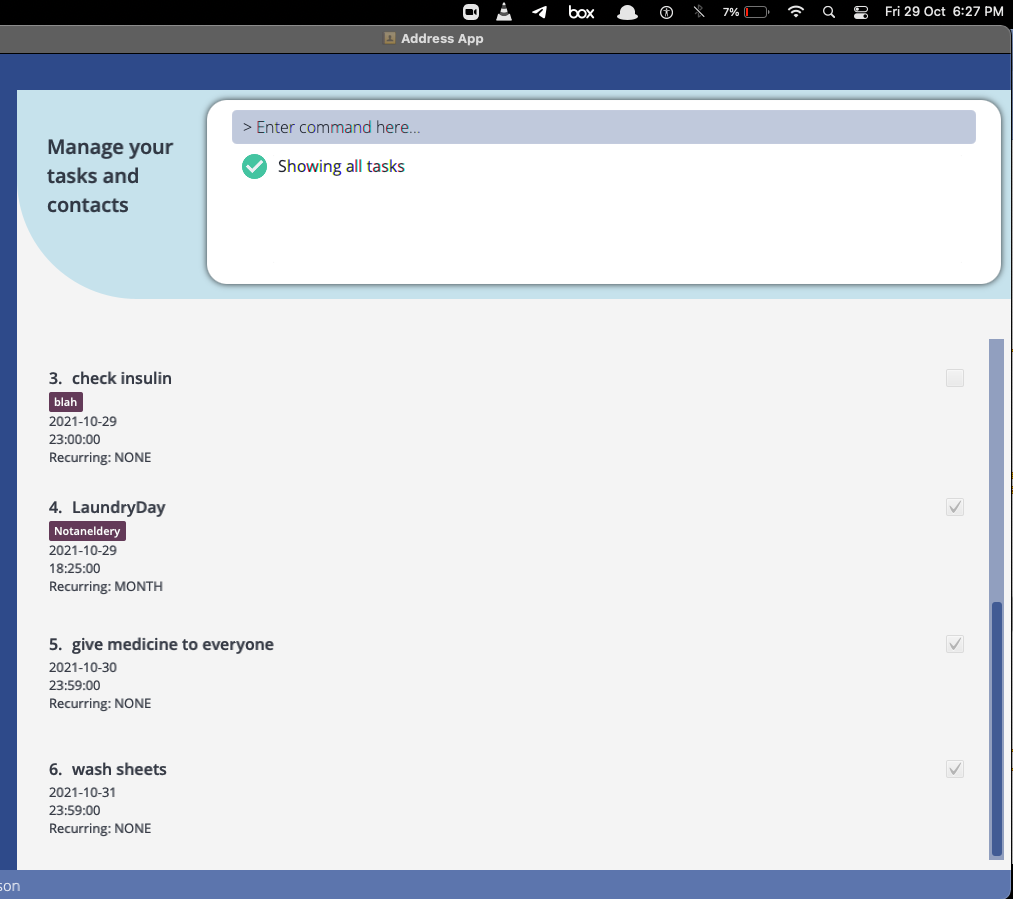 box 7% Fri 29 Oct 6:27 PM
Address App
Manage your
tasks and
contacts
> Enter command here...
Showing all tasks
3. check insulin
blah
2021-10-29
23:00:00
Recurring: NONE
4. LaundryDay
Notaneldery
2021-10-29
18:25:00
Recurring: MONTH
5. give medicine to everyone
2021-10-30
23:59:00
Recurring: NONE
6. wash sheets
2021-10-31
23:59:00
Recurring: NONE
son